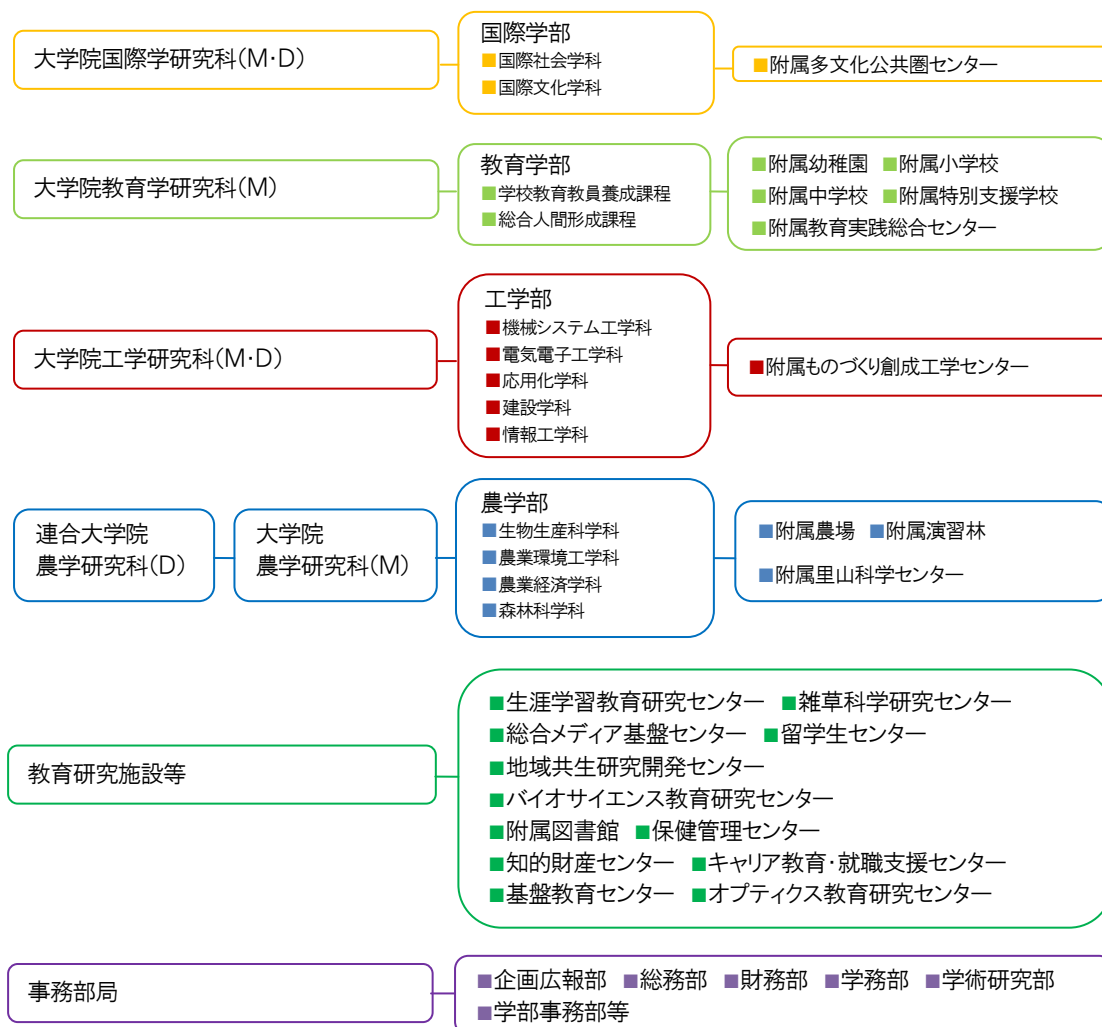 大学院国際学研究科(M・D)
国際学部
■国際社会学科
■国際文化学科
■附属多文化公共圏センター
大学院教育学研究科(M)
教育学部
■学校教育教員養成課程
■総合人間形成課程
■附属幼稚園 ■附属小学校
■附属中学校 ■附属特別支援学校
■附属教育実践総合センター
大学院工学研究科(M・D)
工学部
■機械システム工学科
■電気電子工学科
■応用化学科
■建設学科
■情報工学科
■附属ものづくり創成工学センター
連合大学院
農学研究科(D)
大学院
農学研究科(M)
農学部
■生物生産科学科
■農業環境工学科
■農業経済学科
■森林科学科
■附属農場 ■附属演習林
■附属里山科学センター
教育研究施設等
■生涯学習教育研究センター ■雑草科学研究センター
■総合メディア基盤センター ■留学生センター
■地域共生研究開発センター
■バイオサイエンス教育研究センター
■附属図書館 ■保健管理センター
■知的財産センター ■キャリア教育・就職支援センター
■基盤教育センター ■オプティクス教育研究センター
事務部局
■企画広報部 ■総務部 ■財務部 ■学務部 ■学術研究部
■学部事務部等